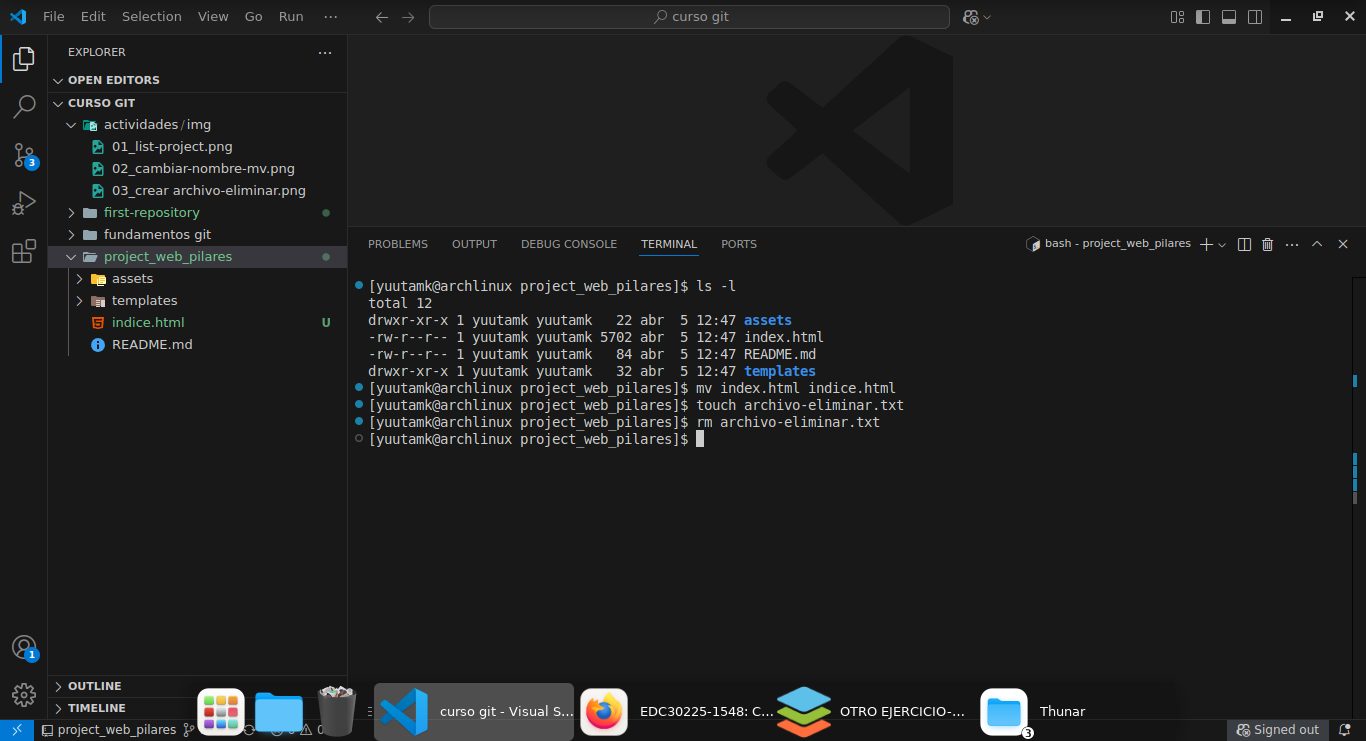 File Edit Selection View Go Run ··· curso git
EXPLORER
OPEN EDITORS
CURSO GIT
actividades / img
01_list-project.png
02_cambiar-nombre-mv.png
03_crear archivo-eliminar.png
first-repository
fundamentos git
project_web_pilares
assets
templates
indice.html U
README.md
OUTLINE
TIMELINE
3
1
PROBLEMS OUTPUT DEBUG CONSOLE TERMINAL PORTS bash - project_web_pilares
[yuutamk@archlinux project_web_pilares]$ ls -l
total 12
drwxr-xr-x 1 yuutamk yuutamk   22 abr  5 12:47 assets
-rw-r--r-- 1 yuutamk yuutamk 5702 abr  5 12:47 index.html
-rw-r--r-- 1 yuutamk yuutamk   84 abr  5 12:47 README.md
drwxr-xr-x 1 yuutamk yuutamk   32 abr  5 12:47 templates
[yuutamk@archlinux project_web_pilares]$ mv index.html indice.html
[yuutamk@archlinux project_web_pilares]$ touch archivo-eliminar.txt
[yuutamk@archlinux project_web_pilares]$ rm archivo-eliminar.txt
[yuutamk@archlinux project_web_pilares]$
curso git - Visual S... EDC30225-1548: C... OTRO EJERCICIO-... Thunar
3
project_web_pilares 0 Signed out